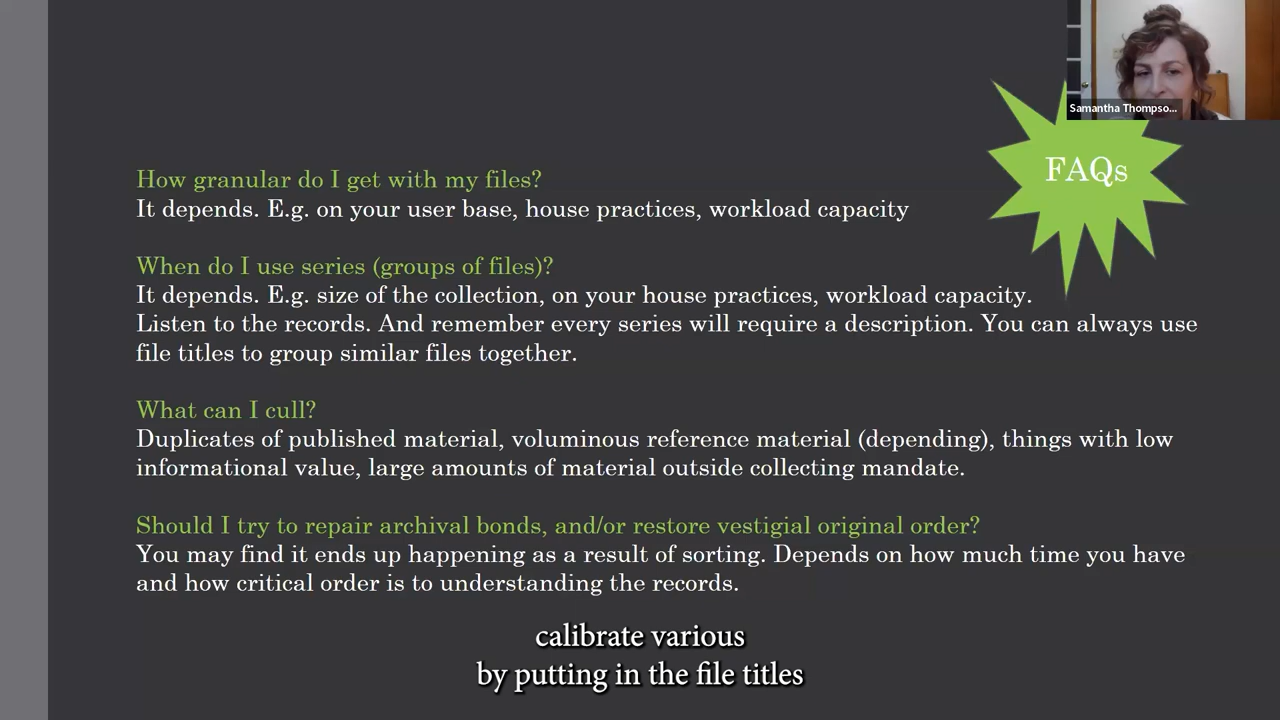 Samantha Thompso...
FAQs
How granular do I get with my files?
It depends. E.g. on your user base, house practices, workload capacity
When do I use series (groups of files)?
It depends. E.g. size of the collection, on your house practices, workload capacity.
Listen to the records. And remember every series will require a description. You can always use
file titles to group similar files together.
What can I cull?
Duplicates of published material, voluminous reference material (depending), things with low
informational value, large amounts of material outside collecting mandate.
Should I try to repair archival bonds, and/or restore vestigial original order?
You may find it ends up happening as a result of sorting. Depends on how much time you have
and how critical order is to understanding the records.
calibrate various
by putting in the file titles